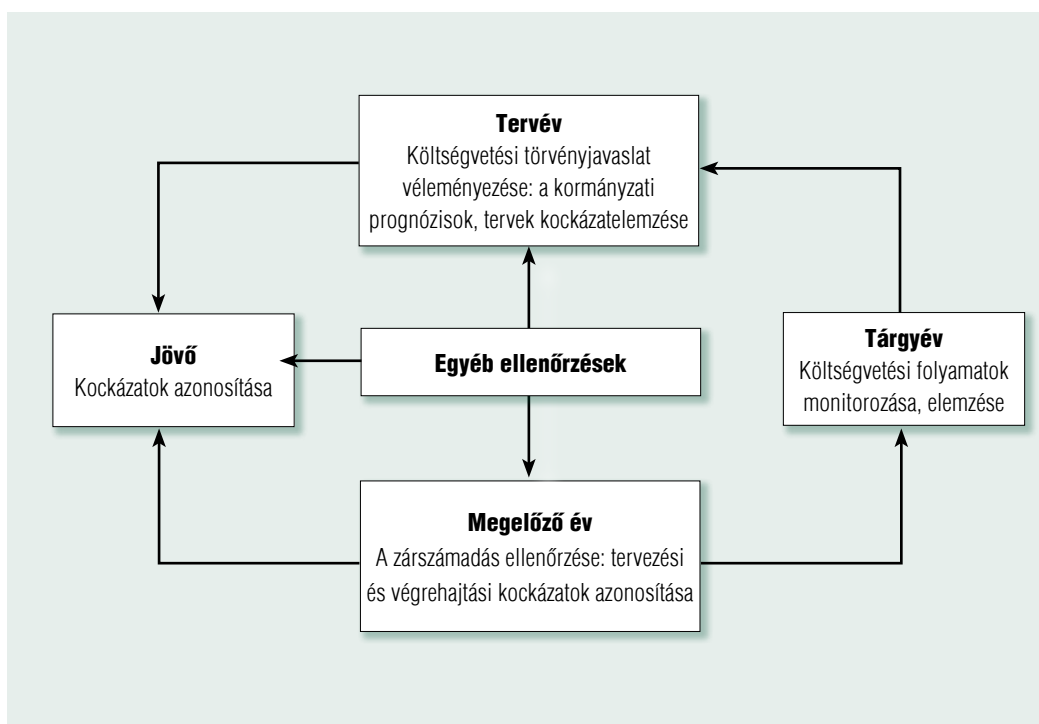 Tervév
Költségvetési törvényjavaslat
véleményezése: a kormányzati
prognózisok, tervek kockázatelemzése
Jövő
Kockázatok azonosítása
Egyéb ellenőrzések
Tárgyév
Költségvetési folyamatok
monitorozása, elemzése
Megelőző év
A zárszámadás ellenőrzése: tervezési
és végrehajtási kockázatok azonosítása